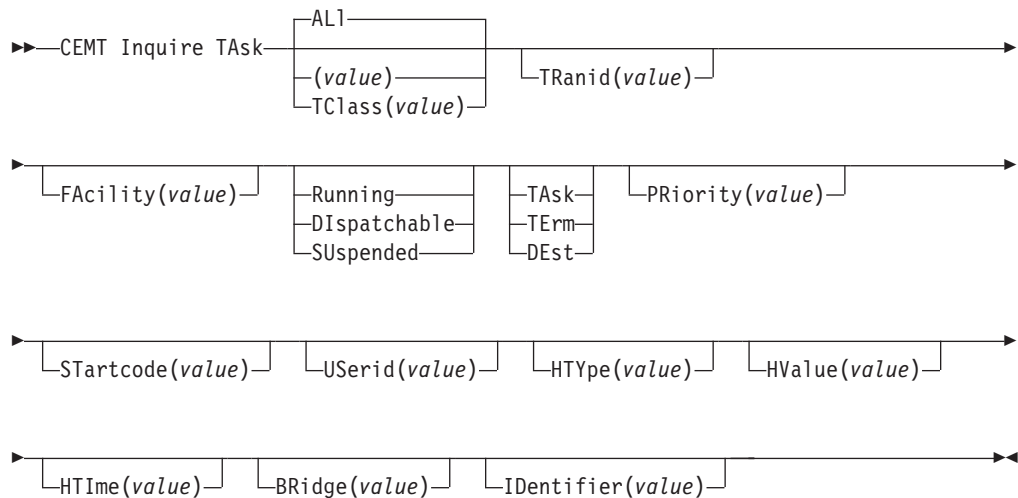 ALl
CEMT Inquire TAsk
(value)
TClass(value)
TRanid(value)
FAcility(value)
Running
DIspatchable
SUspended
TAsk
TErm
DEst
PRiority(value)
STartcode(value)
USerid(value)
HTYpe(value)
HValue(value)
HTIme(value)
BRidge(value)
IDentifier(value)